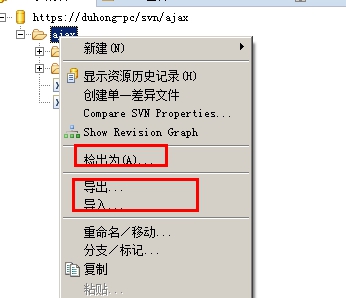 https://duhong-pc/svn/ajax
ajax
新建(N)
显示资源历史记录(H)
创建单一差异文件
Compare SVN Properties...
Show Revision Graph
检出为(A)...
导出...
导入...
重命名／移动...
分支／标记...
复制
粘贴...